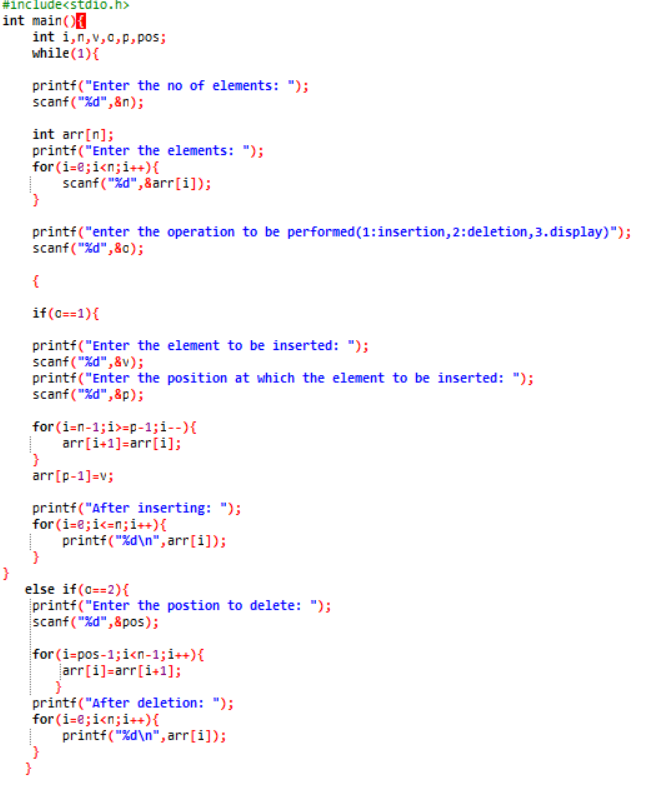 #include<stdio.h>
int main(){
int i,n,v,o,p,pos;
while(1){
printf("Enter the no of elements: ");
scanf("%d",&n);
int arr[n];
printf("Enter the elements: ");
for(i=0;i<n;i++){
scanf("%d",&arr[i]);
}
printf("enter the operation to be performed(1:insertion,2:deletion,3.display)");
scanf("%d",&o);
{
if(o==1){
printf("Enter the element to be inserted: ");
scanf("%d",&v);
printf("Enter the position at which the element to be inserted: ");
scanf("%d",&p);
for(i=n-1;i>=p-1;i--){
arr[i+1]=arr[i];
}
arr[p-1]=v;
printf("After inserting: ");
for(i=0;i<=n;i++){
printf("%d\n",arr[i]);
}
}
else if(o==2){
printf("Enter the postion to delete: ");
scanf("%d",&pos);
for(i=pos-1;i<n-1;i++){
arr[i]=arr[i+1];
}
printf("After deletion: ");
for(i=0;i<n;i++){
printf("%d\n",arr[i]);
}
}